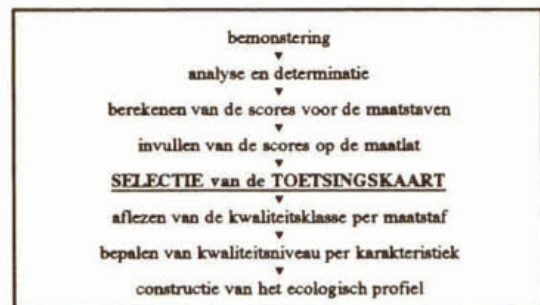 bemonstering
analyse en determinatie
berekenen van de scores voor de maatstaven
invullen van de scores op de maatlat
SELECTIE van de TOETSINGSKAART
aflezen van de kwaliteitsklasse per maatstaf
bepalen van kwaliteitsniveau per karakteristiek
constructie van het ecologisch profiel